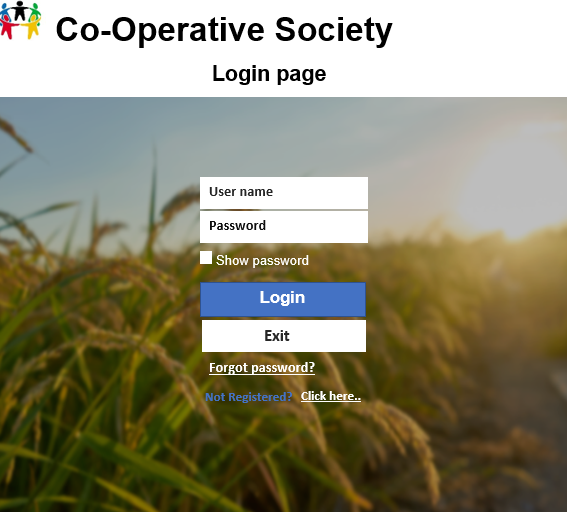 Co-Operative Society
Login page
User name
Password
Show password
Login
Exit
Forgot password?
Not Registered? Click here..